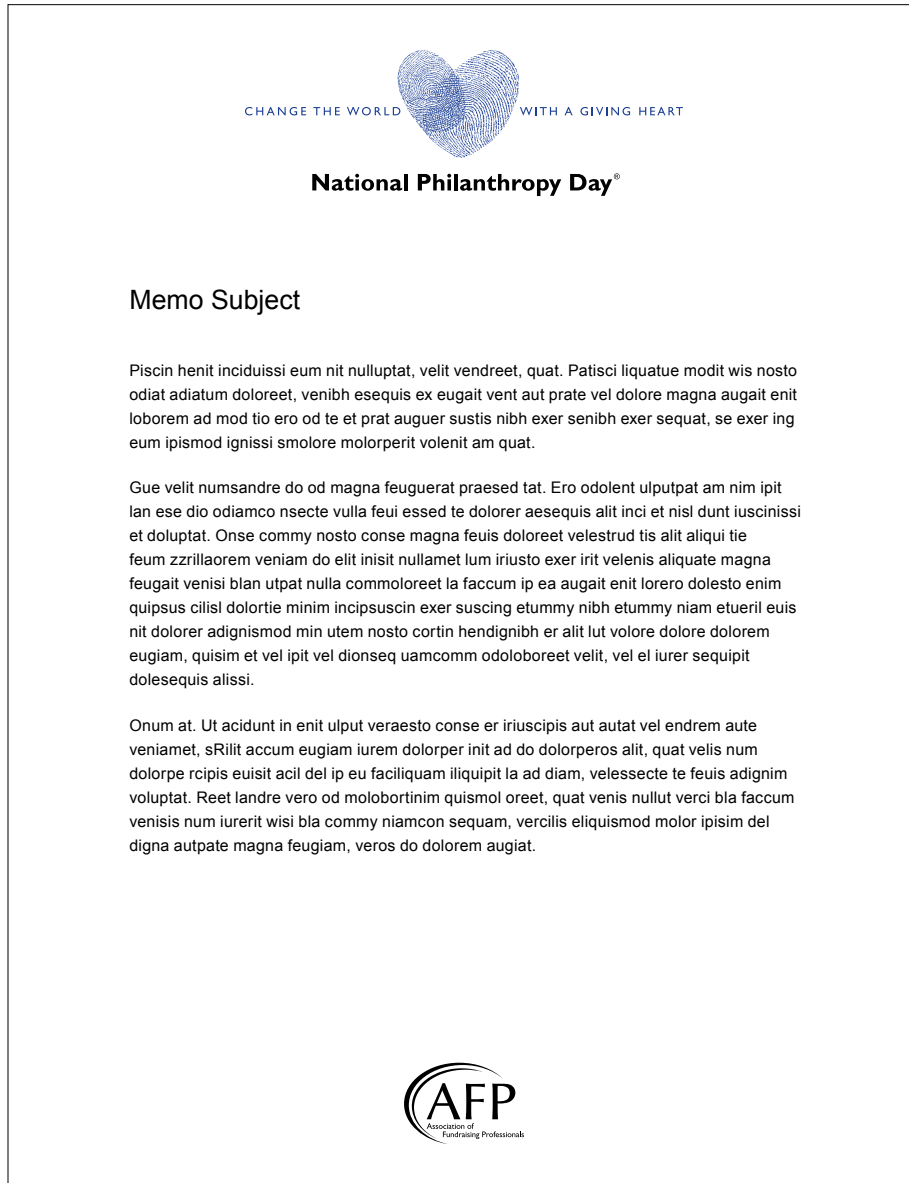 CHANGE THE WORLD WITH A GIVING HEART
National Philanthropy Day®
Memo Subject
Piscin henit inciduissi eum nit nulluptat, velit vendreet, quat. Patisci liquatue modit wis nosto
odiat adiatum doloreet, venibh esequis ex eugait vent aut prate vel dolore magna augait enit
loborem ad mod tio ero od te et prat auguer sustis nibh exer senibh exer sequat, se exer ing
eum ipismod ignissi smolore molorperit volenit am quat.
Gue velit numsandre do od magna feuguerat praesed tat. Ero odolent ulputpat am nim ipit
lan ese dio odiamco nsecte vulla feui essed te dolorer aesequis alit inci et nisl dunt iuscinissi
et doluptat. Onse commy nosto conse magna feuis doloreet velestrud tis alit aliqui tie
feum zzrillaorem veniam do elit inisit nullamet lum iriusto exer irit velenis aliquate magna
feugait venisi blan utpat nulla commoloreet la faccum ip ea augait enit lorero dolesto enim
quipsus cilisl dolortie minim incipsuscin exer suscing etummy nibh etummy niam etueril euis
nit dolorer adignismod min utem nosto cortin hendignibh er alit lut volore dolore dolorem
eugiam, quisim et vel ipit vel dionseq uamcomm odoloboreet velit, vel el iurer sequipit
dolesequis alissi.
Onum at. Ut acidunt in enit ulput veraesto conse er iriuscipis aut autat vel endrem aute
veniamet, sRilit accum eugiam iurem dolorper init ad do dolorperos alit, quat velis num
dolorpe rcipis euisit acil del ip eu faciliquam iliquipit la ad diam, velessecte te feuis adignim
voluptat. Reet landre vero od molobortinim quismol oreet, quat venis nullut verci bla faccum
venisis num iurerit wisi bla commy niamcon sequam, vercilis eliquismod molor ipisim del
digna autpate magna feugiam, veros do dolorem augiat.
AFP
Association of
Fundraising Professionals